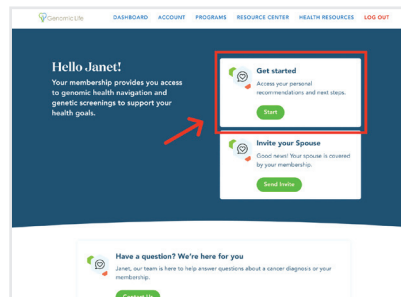 Genomic Life
DASHBOARD ACCOUNT PROGRAMS RESOURCE CENTER HEALTH RESOURCES LOG OUT
Hello Janet!
Your membership provides you access
to genomic health navigation and
genetic screenings to support your
health goals.
Get started
Access your personal
recommendations and next steps.
Start
Invite your Spouse
Good news! Your spouse is covered
by your membership.
Send Invite
Have a question? We're here for you
Janet, our team is here to help answer questions about a cancer diagnosis or your
membership.
Contact Us